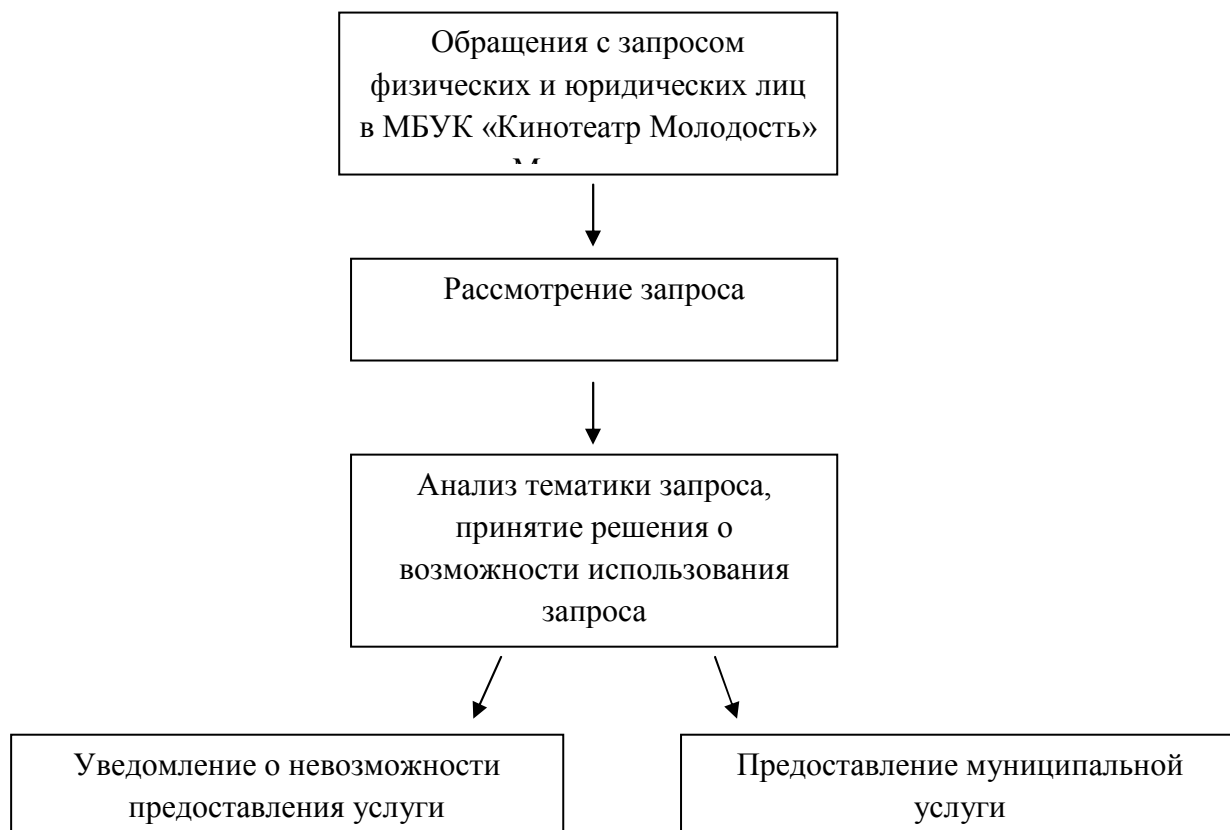 Обращения с запросом
физических и юридических лиц
в МБУК «Кинотеатр Молодость»
Рассмотрение запроса
Анализ тематики запроса,
принятие решения о
возможности использования
запроса
Уведомление о невозможности
предоставления услуги
Предоставление муниципальной
услуги